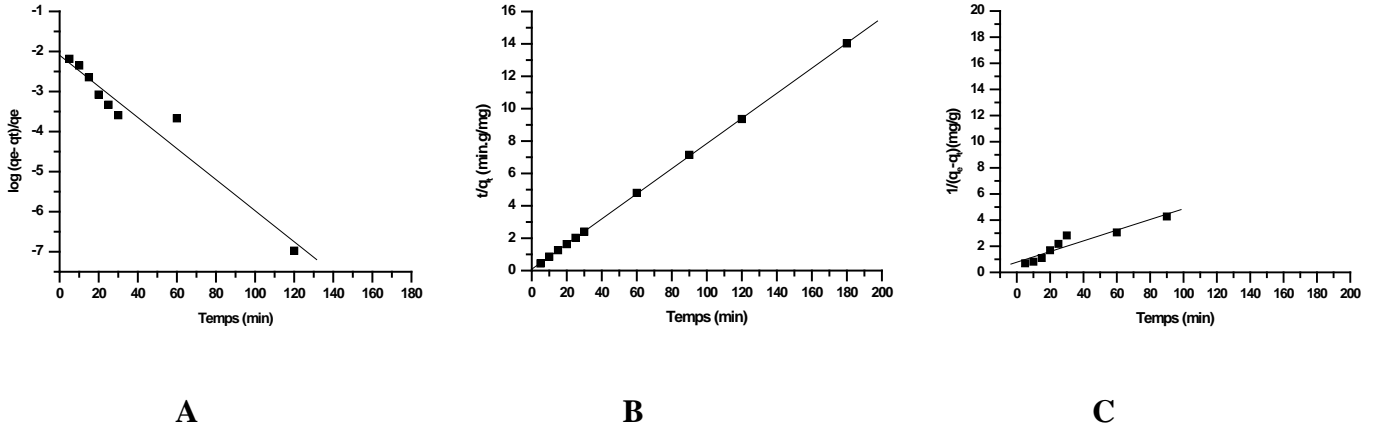 log (qe- qt)/qe
-1
-2
-3
-4
-5
-6
-7
0 20 40 60 80 100 120 140 160 180
Temps (min)
t/qt (min.g/mg)
16
14
12
10
8
6
4
2
0
0 20 40 60 80 100 120 140 160 180 200
Temps (min)
1/(qe-qt)(mg/g)
20
18
16
14
12
10
8
6
4
2
0
0 20 40 60 80 100 120 140 160 180 200
Temps (min)
A B C